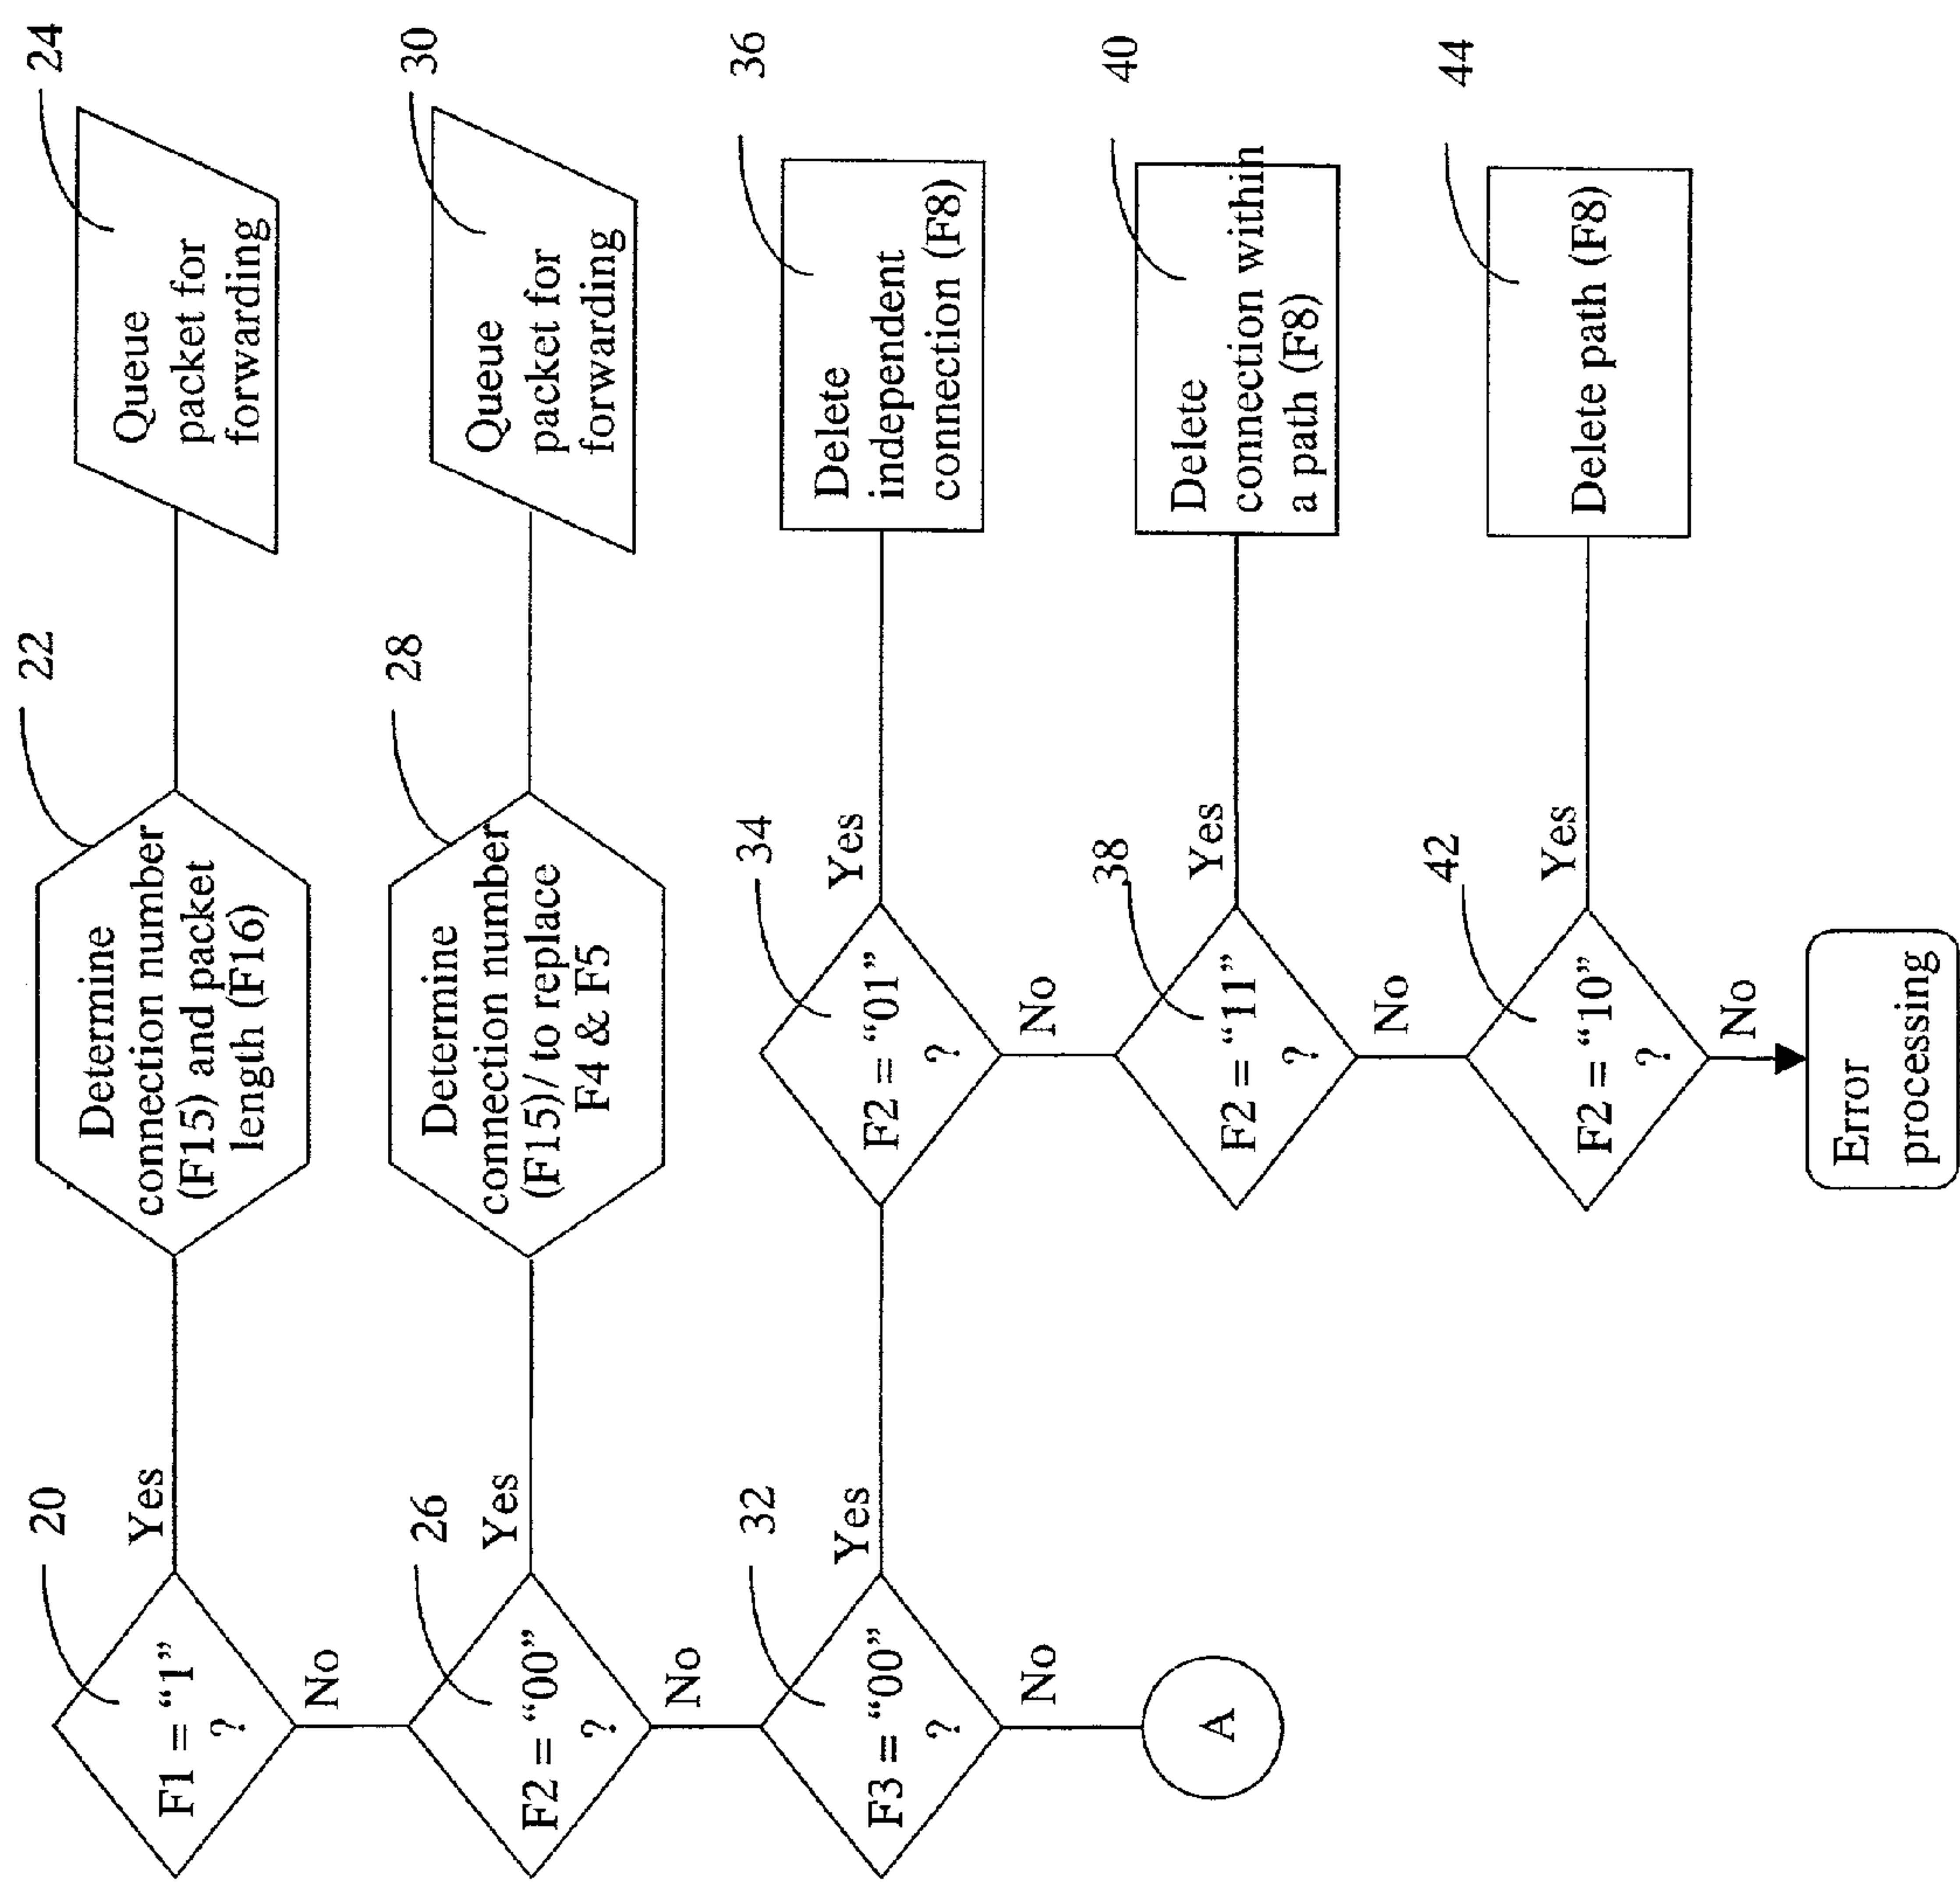 20
F1 = “1”
?
Yes
No
22
Determine
connection number
(F15) and packet
length (F16)
24
Queue
packet for
forwarding
26
F2 = “00”
?
Yes
No
28
Determine
connection number
(F15)/ to replace
F4 & F5
30
Queue
packet for
forwarding
32
F3 = “00”
?
Yes
No
A
34
F2 = “01”
?
Yes
No
36
Delete
independent
connection (F8)
38
F2 = “11”
?
Yes
No
40
Delete
connection within
a path (F8)
42
F2 = “10”
?
Yes
No
44
Delete path (F8)
Error
processing